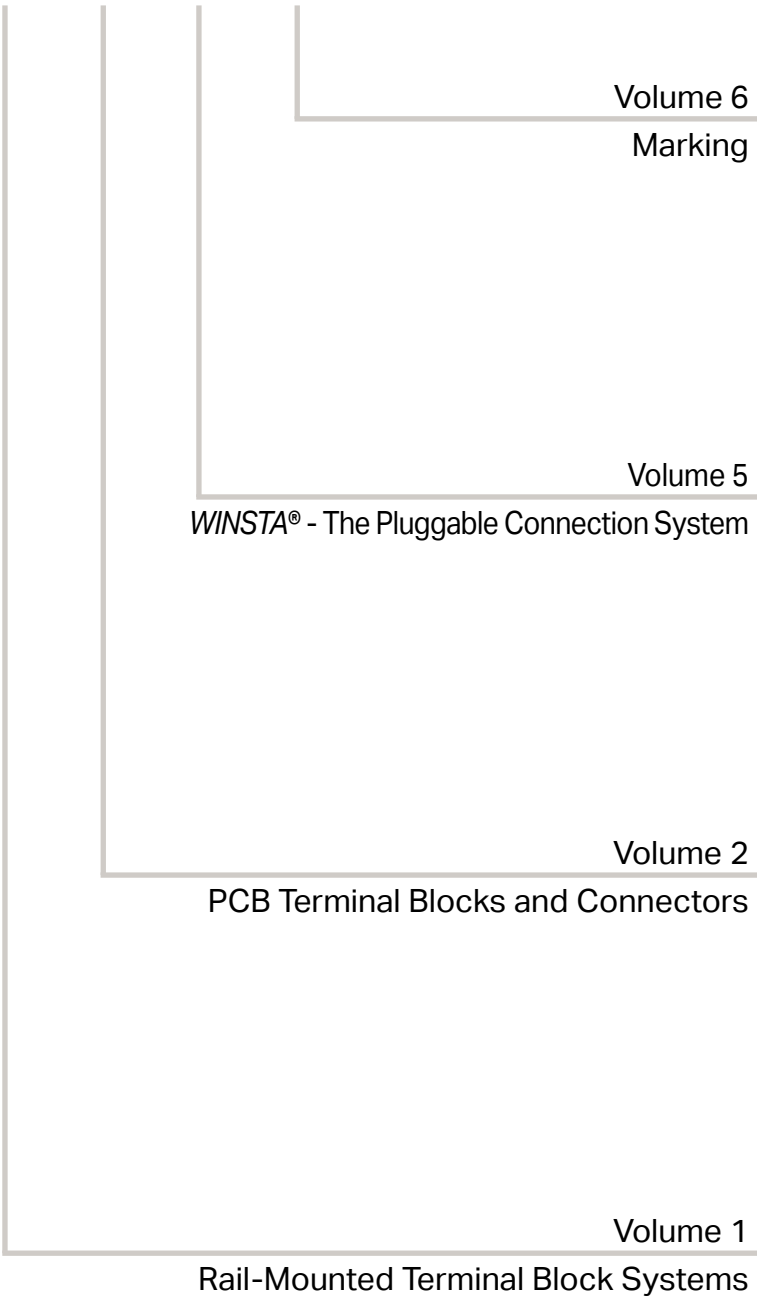 Volume 6
Marking
Volume 5
WINSTA® - The Pluggable Connection System
Volume 2
PCB Terminal Blocks and Connectors
Volume 1
Rail-Mounted Terminal Block Systems